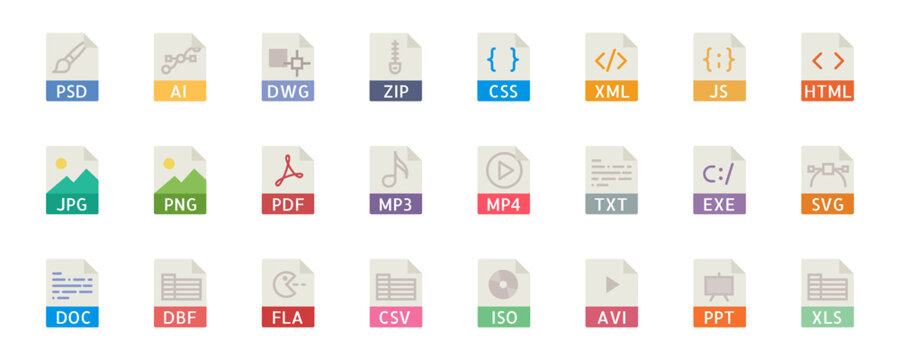 PSD AI DWG ZIP { } CSS </> XML {;} JS < > HTML
JPG PNG PDF MP3 MP4 TXT C:/ EXE SVG
DOC DBF FLA CSV ISO AVI PPT XLS